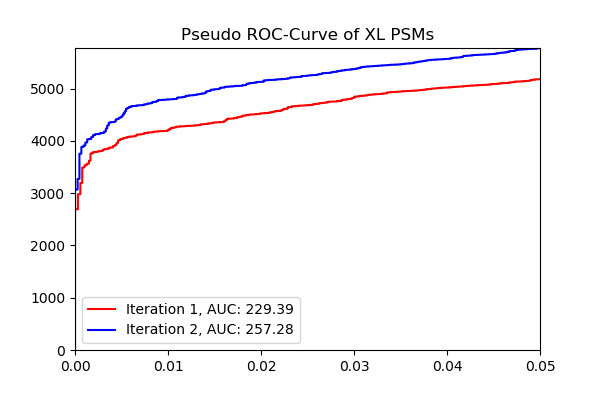 Pseudo ROC-Curve of XL PSMs
5000
4000
3000
2000
1000
0
Iteration 1, AUC: 229.39
Iteration 2, AUC: 257.28
0.00 0.01 0.02 0.03 0.04 0.05